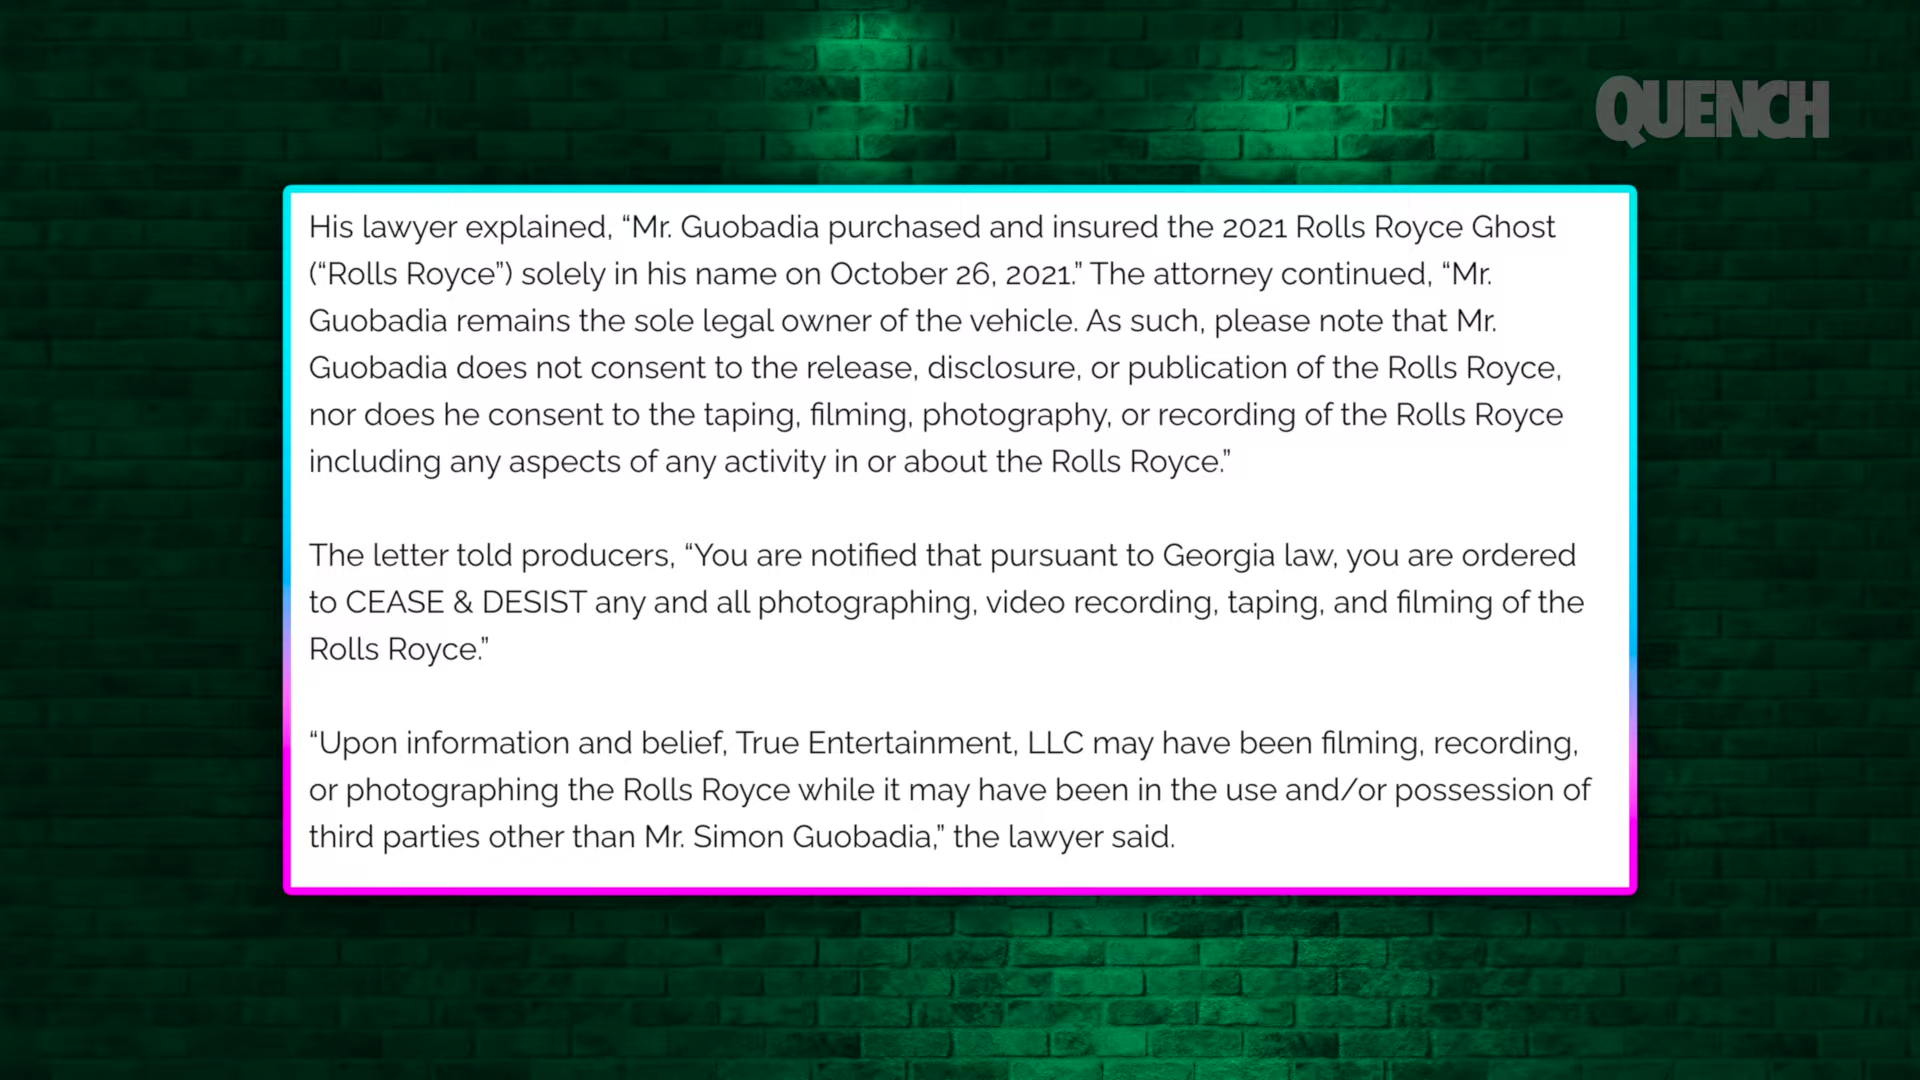 QUENCH
His lawyer explained, “Mr. Guobadia purchased and insured the 2021 Rolls Royce Ghost
(“Rolls Royce”) solely in his name on October 26, 2021.” The attorney continued, “Mr.
Guobadia remains the sole legal owner of the vehicle. As such, please note that Mr.
Guobadia does not consent to the release, disclosure, or publication of the Rolls Royce,
nor does he consent to the taping, filming, photography, or recording of the Rolls Royce
including any aspects of any activity in or about the Rolls Royce.”
The letter told producers, “You are notified that pursuant to Georgia law, you are ordered
to CEASE & DESIST any and all photographing, video recording, taping, and filming of the
Rolls Royce.”
“Upon information and belief, True Entertainment, LLC may have been filming, recording,
or photographing the Rolls Royce while it may have been in the use and/or possession of
third parties other than Mr. Simon Guobadia,” the lawyer said.